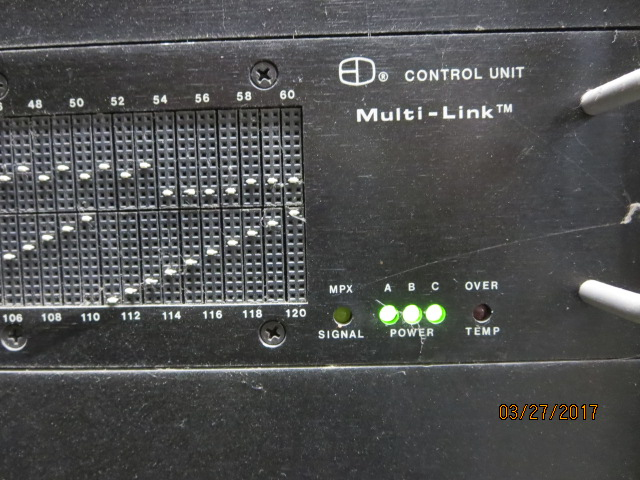 ED® CONTROL UNIT
Multi-Link™
48 50 52 54 56 58 60
MPX A B C OVER
SIGNAL POWER TEMP
106 108 110 112 114 116 118 120
03/27/2017